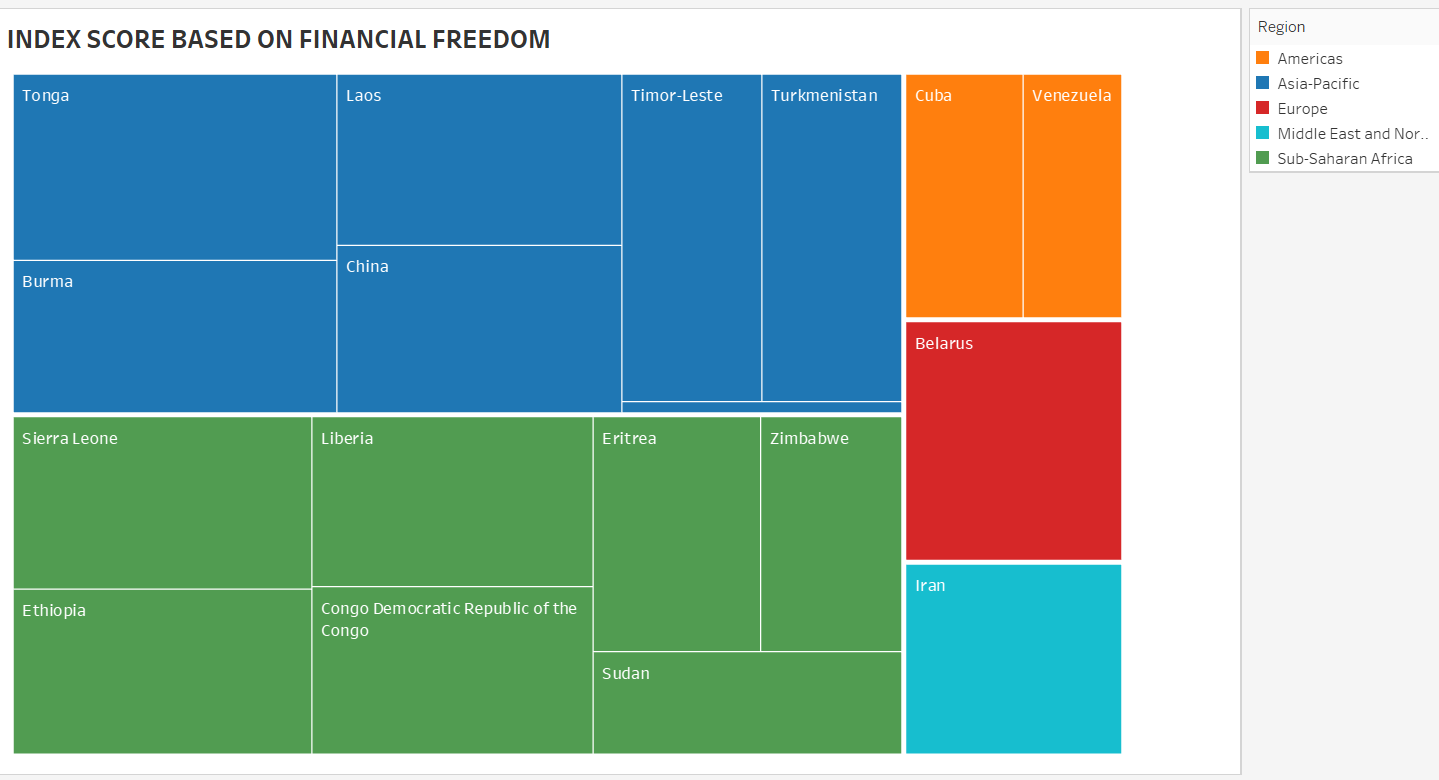 INDEX SCORE BASED ON FINANCIAL FREEDOM
Tonga
Laos
Timor-Leste
Turkmenistan
Burma
China
Cuba
Venezuela
Belarus
Iran
Sierra Leone
Liberia
Eritrea
Zimbabwe
Ethiopia
Congo Democratic Republic of the
Congo
Sudan
Region
Americas
Asia-Pacific
Europe
Middle East and Nor..
Sub-Saharan Africa